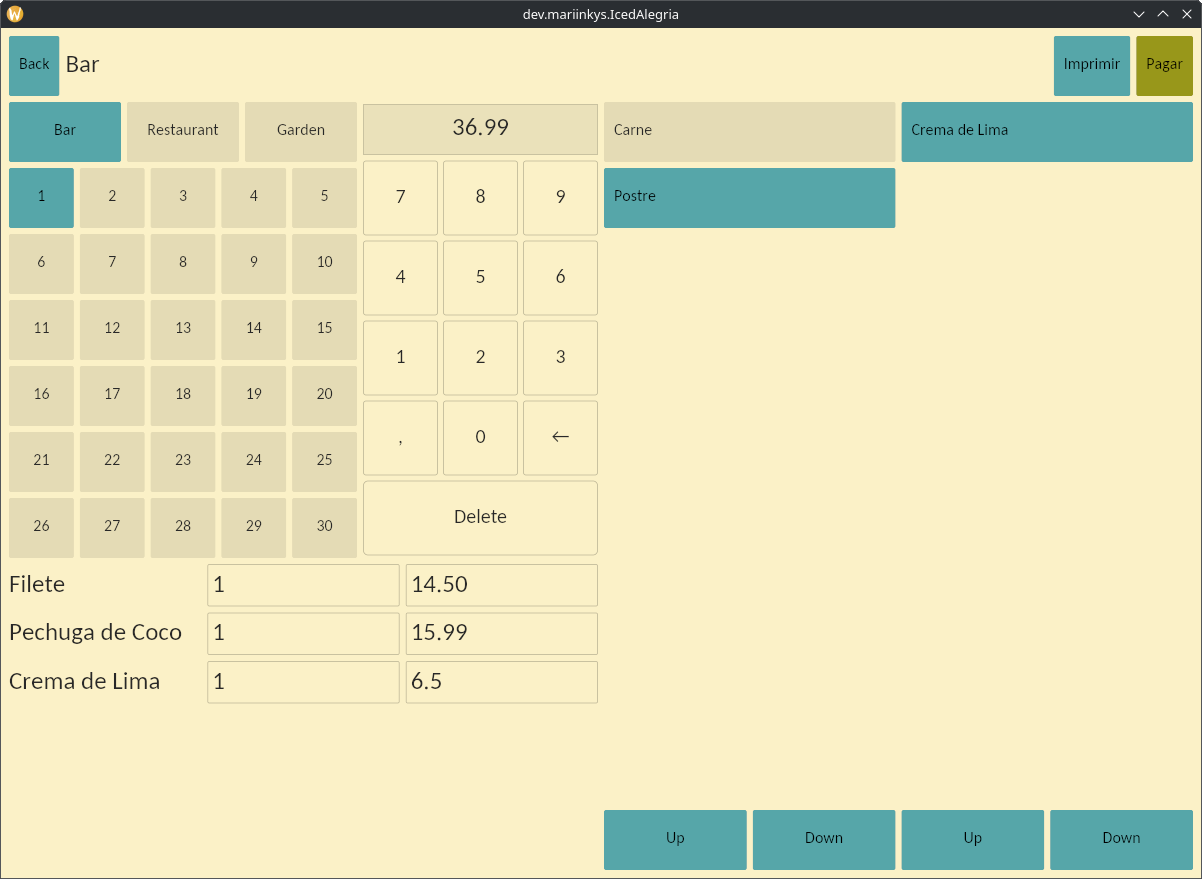 dev.mariinkys.IcedAlegria
Back Bar Imprimir Pagar
Bar Restaurant Garden
1 2 3 4 5
6 7 8 9 10
11 12 13 14 15
16 17 18 19 20
21 22 23 24 25
26 27 28 29 30
36.99
7 8 9
4 5 6
1 2 3
, 0 ←
Delete
Filete 1 14.50
Pechuga de Coco 1 15.99
Crema de Lima 1 6.5
Carne Crema de Lima
Postre
Up Down Up Down